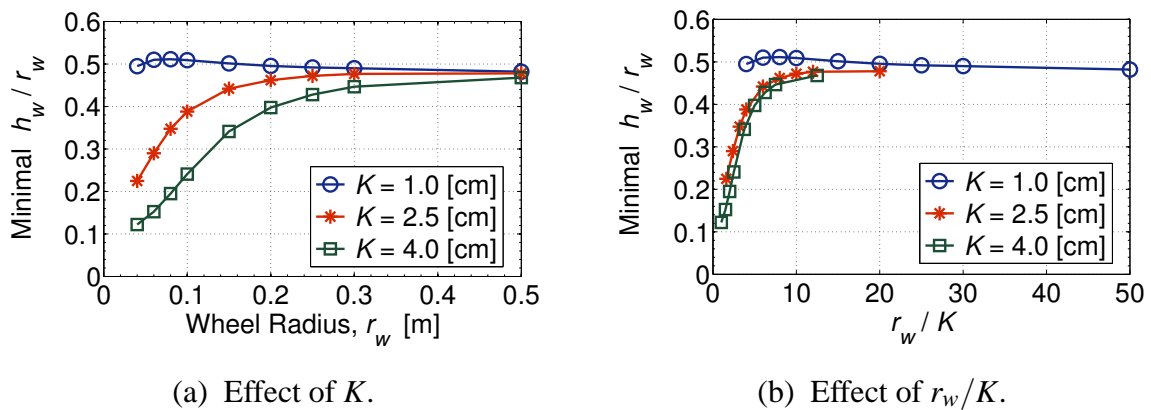 0.6
0.5
0.4
0.3
0.2
0.1
0
Minimal h_w / r_w
K = 1.0 [cm]
K = 2.5 [cm]
K = 4.0 [cm]
0 0.1 0.2 0.3 0.4 0.5
Wheel Radius, r_w [m]
(a) Effect of K.
0.6
0.5
0.4
0.3
0.2
0.1
0
Minimal h_w / r_w
K = 1.0 [cm]
K = 2.5 [cm]
K = 4.0 [cm]
0 10 20 30 40 50
r_w / K
(b) Effect of r_w/K.